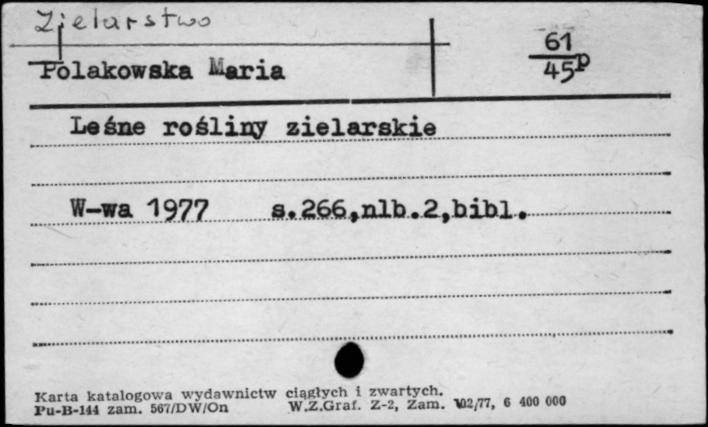 Zielarstwo
Polakowska Maria
61
45p
Leśne rośliny zielarskie
W-wa 1977 s.266,nlb.2,bibl.
Karta katalogowa wydawnictw ciągłych i zwartych.
Pu-B-144 zam. 567/DW/On W.Z.Graf. Z-2, Zam. 102/77, 6 400 000